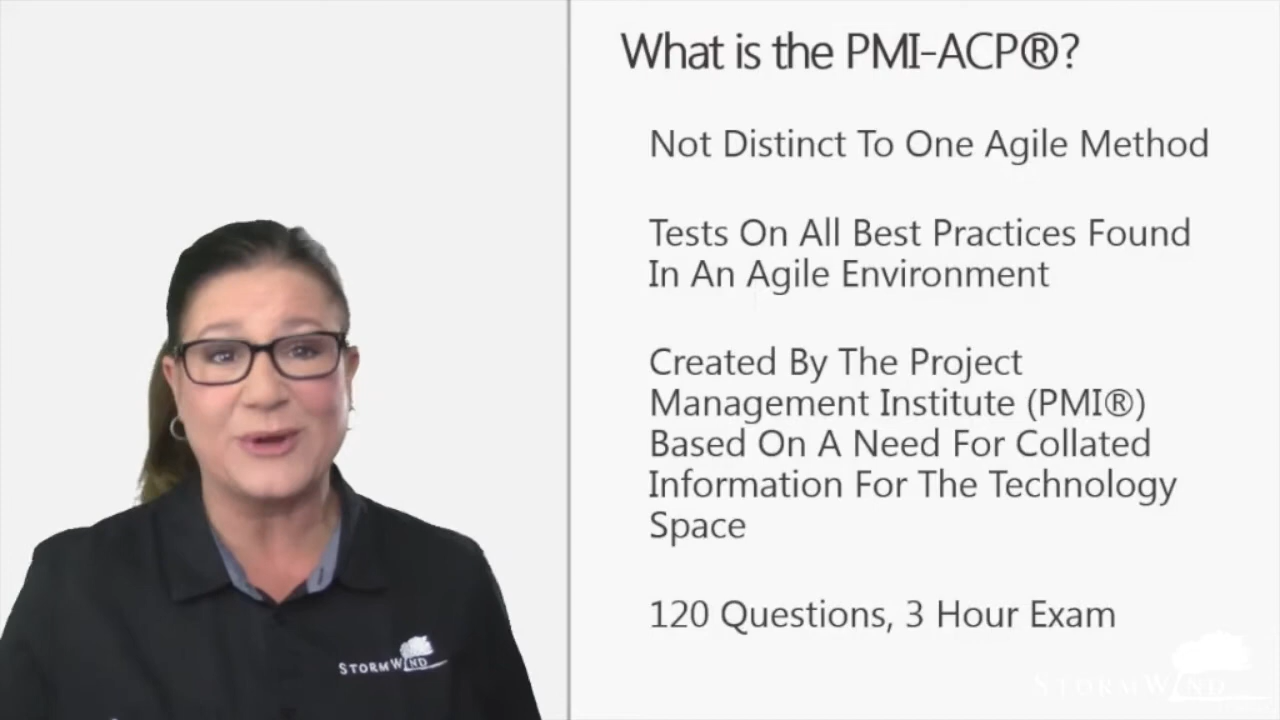 What is the PMI-ACP®?
Not Distinct To One Agile Method
Tests On All Best Practices Found
In An Agile Environment
Created By The Project
Management Institute (PMI®)
Based On A Need For Collated
Information For The Technology
Space
120 Questions, 3 Hour Exam
STORMWIND
STORMWIND